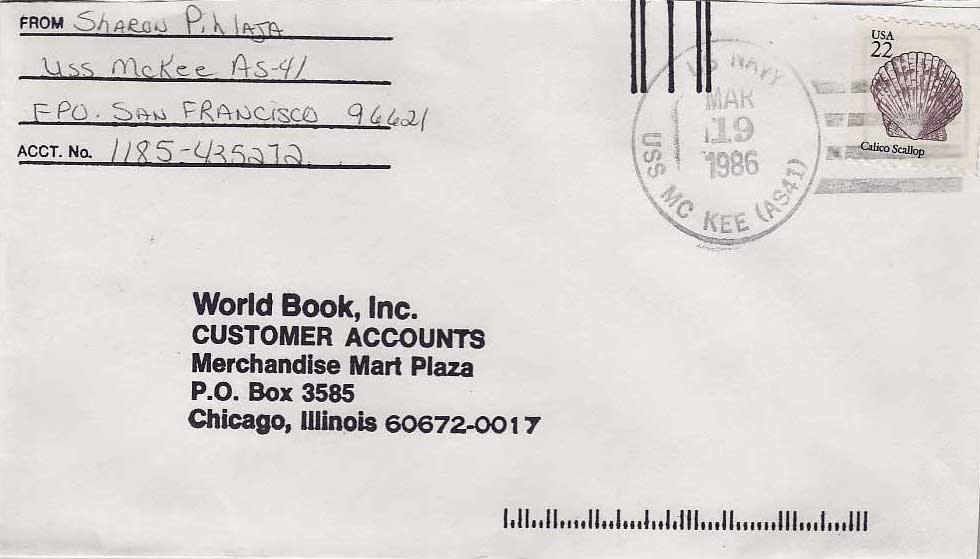 FROM Sharon Pihlaja
USS McKee AS-41
FPO. San Francisco 96621
ACCT. No. 1185-435272
US NAVY
MAR
19
1986
USS MC KEE (AS41)
USA
22
Calico Scallop
World Book, Inc.
CUSTOMER ACCOUNTS
Merchandise Mart Plaza
P.O. Box 3585
Chicago, Illinois 60672-0017